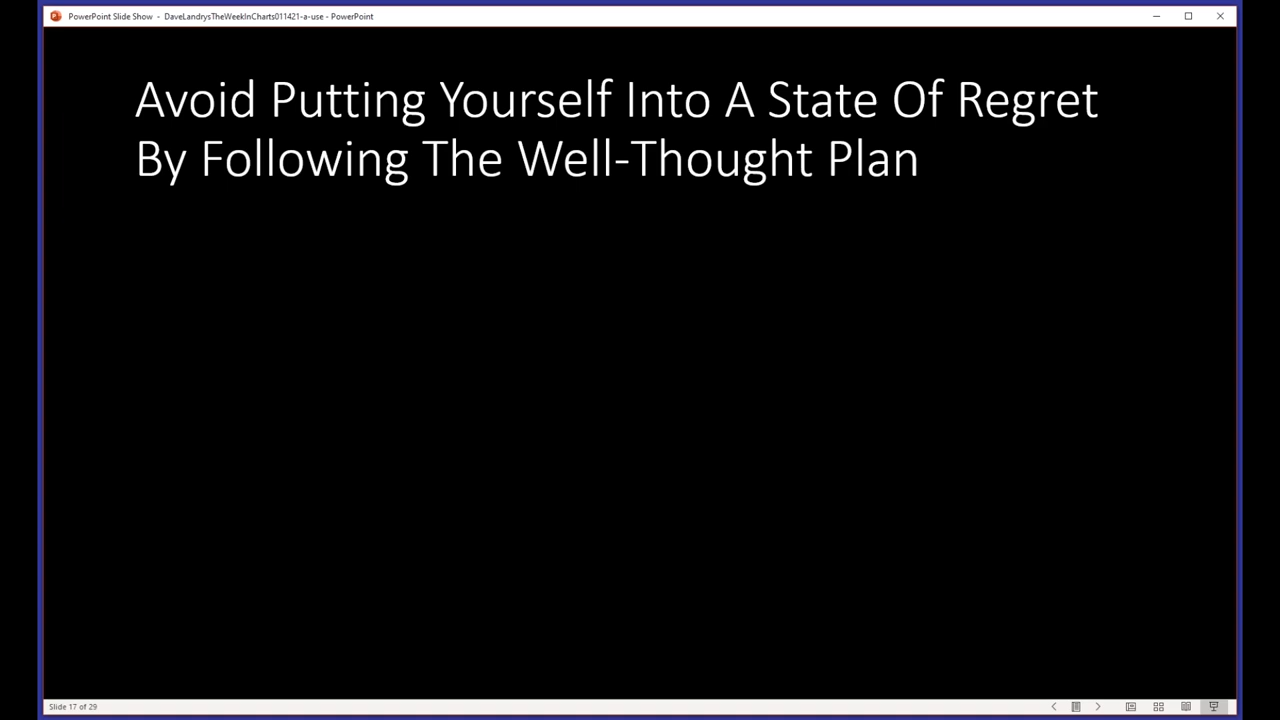 PowerPoint Slide Show - DaveLandrysTheWeekInCharts011421-a-use - PowerPoint
Avoid Putting Yourself Into A State Of Regret
By Following The Well-Thought Plan
Slide 17 of 29